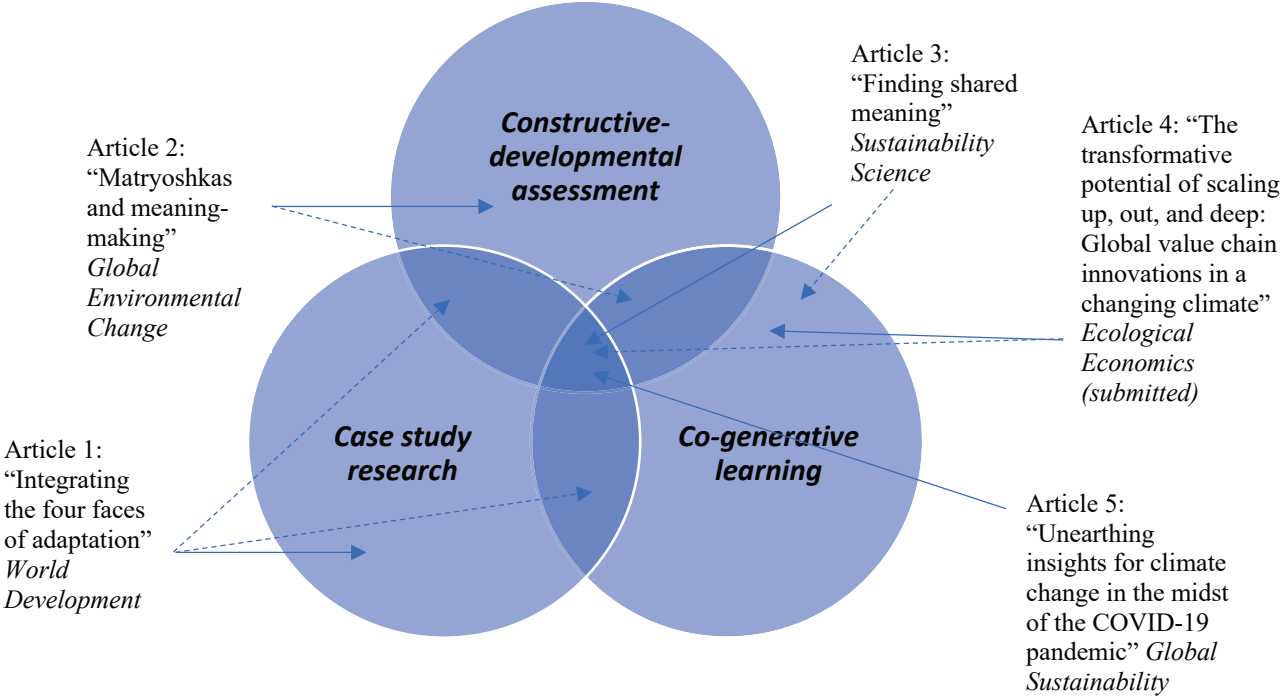 Article 3:
“Finding shared
meaning”
Sustainability
Science
Constructive-
developmental
assessment
Article 4: “The
transformative
potential of scaling
up, out, and deep:
Global value chain
innovations in a
changing climate”
Ecological
Economics
(submitted)
Article 2:
“Matryoshkas
and meaning-
making”
Global
Environmental
Change
Case study
research
Co-generative
learning
Article 1:
“Integrating
the four faces
of adaptation”
World
Development
Article 5:
“Unearthing
insights for climate
change in the midst
of the COVID-19
pandemic” Global
Sustainability